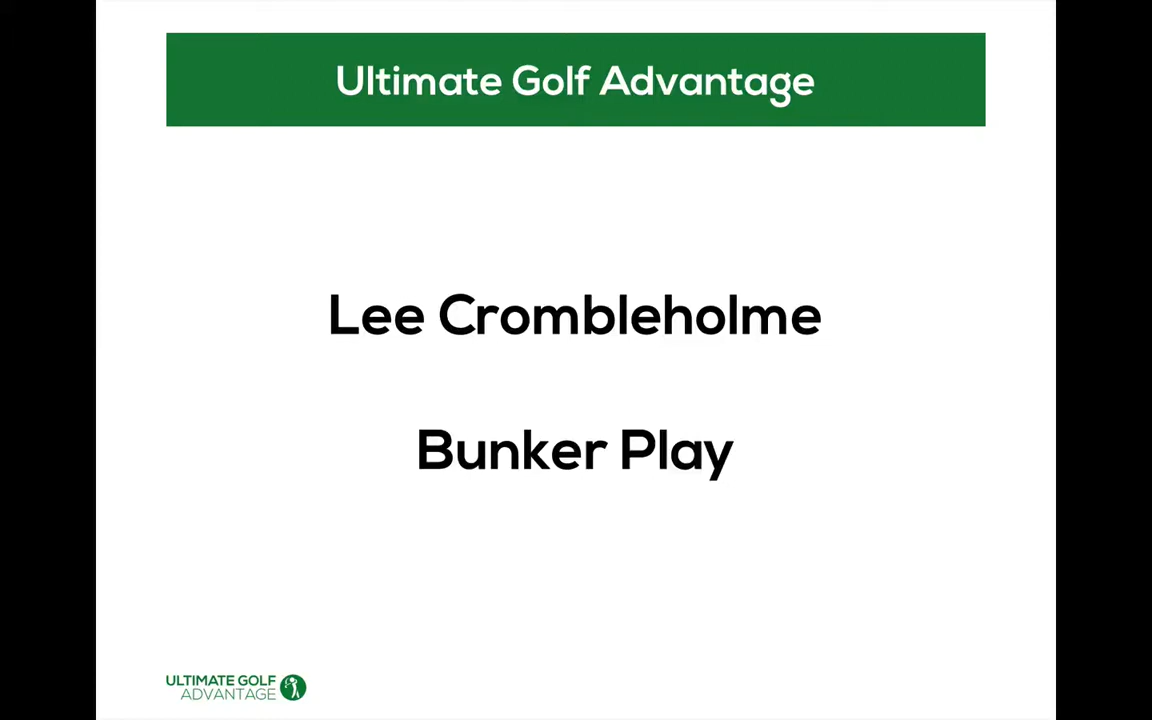 Ultimate Golf Advantage
Lee Crombleholme
Bunker Play
ULTIMATE GOLF
ADVANTAGE